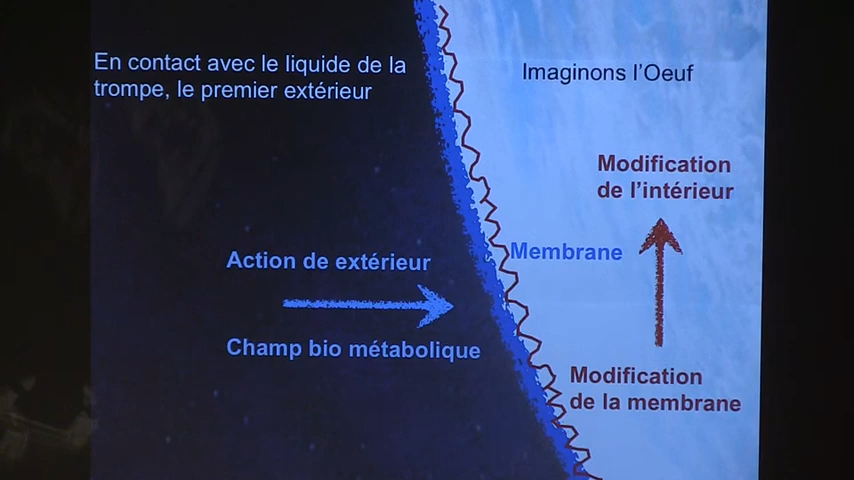 En contact avec le liquide de la
trompe, le premier extérieur
Imaginons l'Oeuf
Modification
de l'intérieur
Membrane
Action de extérieur
Champ bio métabolique
Modification
de la membrane